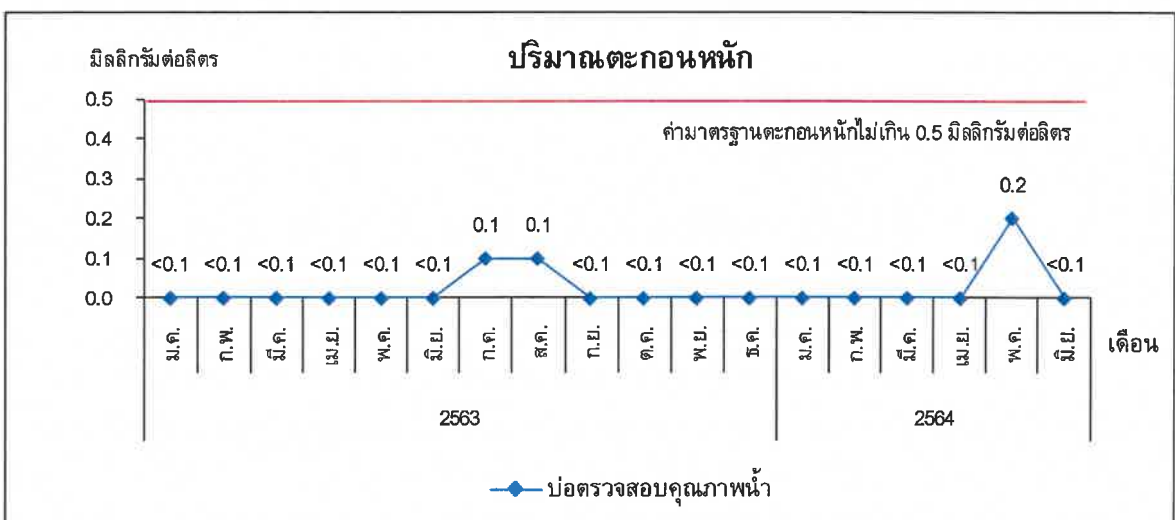 ปริมาณตะกอนหนัก
มิลลิกรัมต่อลิตร
0.5
ค่ามาตรฐานตะกอนหนักไม่เกิน 0.5 มิลลิกรัมต่อลิตร
0.4
0.3
0.2
0.1
0.0
<0.1 <0.1 <0.1 <0.1 <0.1 <0.1 0.1 0.1 <0.1 <0.1 <0.1 <0.1 <0.1 <0.1 <0.1 <0.1 0.2 <0.1
ม.ค. ก.พ. มี.ค. เม.ย. พ.ค. มิ.ย. ก.ค. ส.ค. ก.ย. ต.ค. พ.ย. ธ.ค. ม.ค. ก.พ. มี.ค. เม.ย. พ.ค. มิ.ย.
เดือน
2563 2564
บ่อตรวจสอบคุณภาพน้ำ